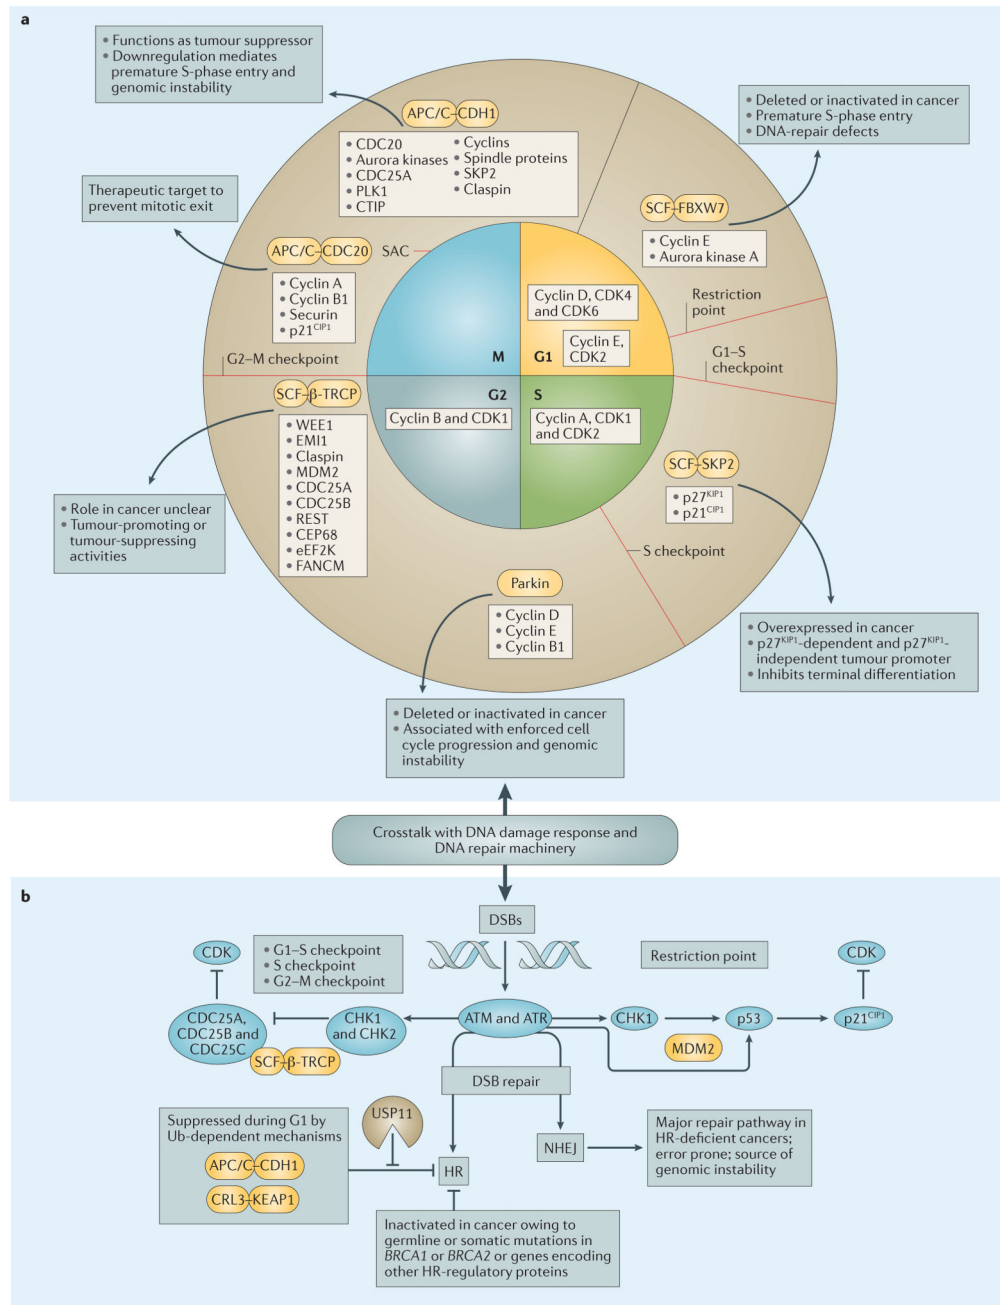 a
• Functions as tumour suppressor
• Downregulation mediates
premature S-phase entry and
genomic instability
APC/C–CDH1
• CDC20
• Aurora kinases
• CDC25A
• PLK1
• CTIP
• Cyclins
• Spindle proteins
• SKP2
• Claspin
• Deleted or inactivated in cancer
• Premature S-phase entry
• DNA-repair defects
Therapeutic target to
prevent mitotic exit
SCF–FBXW7
• Cyclin E
• Aurora kinase A
APC/C–CDC20
SAC
• Cyclin A
• Cyclin B1
• Securin
• p21CIP1
Cyclin D, CDK4
and CDK6
Restriction
point
Cyclin E,
CDK2
G2–M checkpoint
M
G1
G1–S
checkpoint
SCF–β-TRCP
G2
S
Cyclin B and CDK1
Cyclin A, CDK1
and CDK2
• WEE1
• EMI1
• Claspin
• MDM2
• CDC25A
• CDC25B
• REST
• CEP68
• eEF2K
• FANCM
SCF–SKP2
• p27KIP1
• p21CIP1
• Role in cancer unclear
• Tumour-promoting or
tumour-suppressing
activities
S checkpoint
Parkin
• Cyclin D
• Cyclin E
• Cyclin B1
• Overexpressed in cancer
• p27KIP1-dependent and p27KIP1-
independent tumour promoter
• Inhibits terminal differentiation
• Deleted or inactivated in cancer
• Associated with enforced cell
cycle progression and genomic
instability
Crosstalk with DNA damage response and
DNA repair machinery
b
DSBs
CDK
• G1–S checkpoint
• S checkpoint
• G2–M checkpoint
Restriction point
CDK
CDC25A,
CDC25B and
CDC25C
CHK1
and CHK2
ATM and ATR
CHK1
p53
p21CIP1
SCF–β-TRCP
MDM2
DSB repair
Suppressed during G1 by
Ub-dependent mechanisms
APC/C–CDH1
CRL3–KEAP1
USP11
HR
NHEJ
Major repair pathway in
HR-deficient cancers;
error prone; source of
genomic instability
Inactivated in cancer owing to
germline or somatic mutations in
BRCA1 or BRCA2 or genes encoding
other HR-regulatory proteins